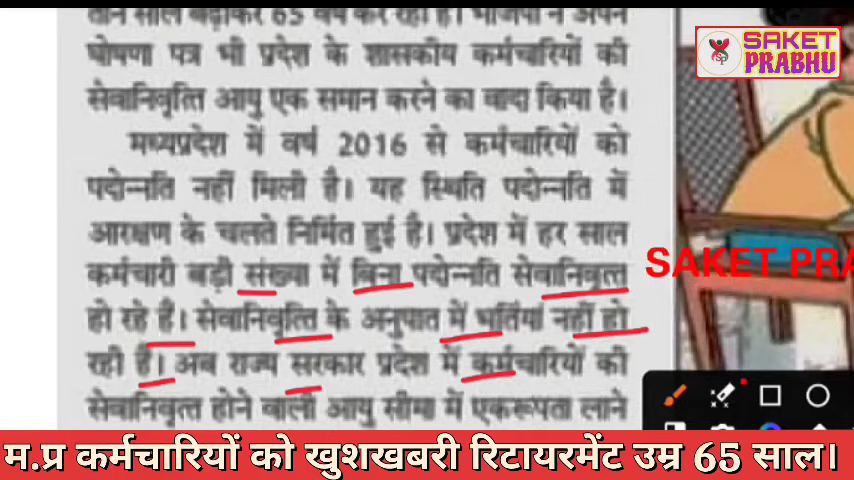 तीन साल बढ़ाकर 65 वर्ष कर रही है। भाजपा ने अपने
घोषणा पत्र भी प्रदेश के शासकीय कर्मचारियों की
सेवानिवृत्ति आयु एक समान करने का वादा किया है।
मध्यप्रदेश में वर्ष 2016 से कर्मचारियों को
पदोन्नति नहीं मिली है। यह स्थिति पदोन्नति में
आरक्षण के चलते निर्मित हुई है। प्रदेश में हर साल
कर्मचारी बड़ी संख्या में बिना पदोन्नति सेवानिवृत्त
हो रहे हैं। सेवानिवृत्ति के अनुपात में भर्तियां नहीं हो
रही हैं। अब राज्य सरकार प्रदेश में कर्मचारियों की
सेवानिवृत्त होने वाली आयु सीमा में एकरूपता लाने
SAKET
PRABHU
SAKET PRA
म.प्र कर्मचारियों को खुशखबरी रिटायरमेंट उम्र 65 साल।